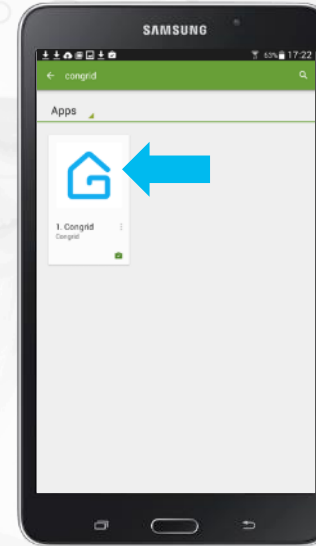 SAMSUNG
63% 17:22
congrid
Apps
1. Congrid
Congrid